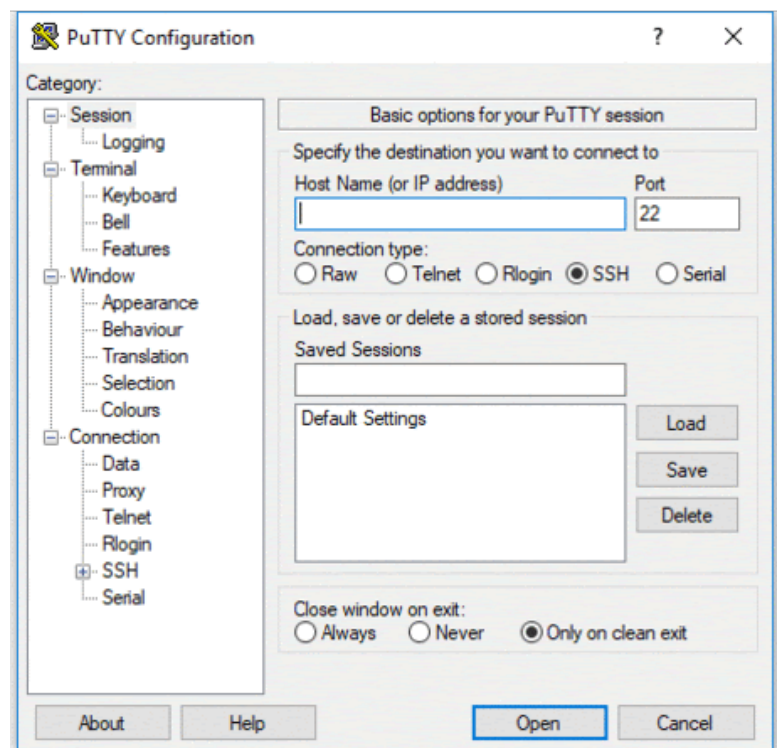 PuTTY Configuration ? ×
Category:
Session
Logging
Terminal
Keyboard
Bell
Features
Window
Appearance
Behaviour
Translation
Selection
Colours
Connection
Data
Proxy
Telnet
Rlogin
SSH
Serial
Basic options for your PuTTY session
Specify the destination you want to connect to
Host Name (or IP address) Port
22
Connection type:
Raw Telnet Rlogin SSH Serial
Load, save or delete a stored session
Saved Sessions
Default Settings
Load
Save
Delete
Close window on exit:
Always Never Only on clean exit
About Help Open Cancel